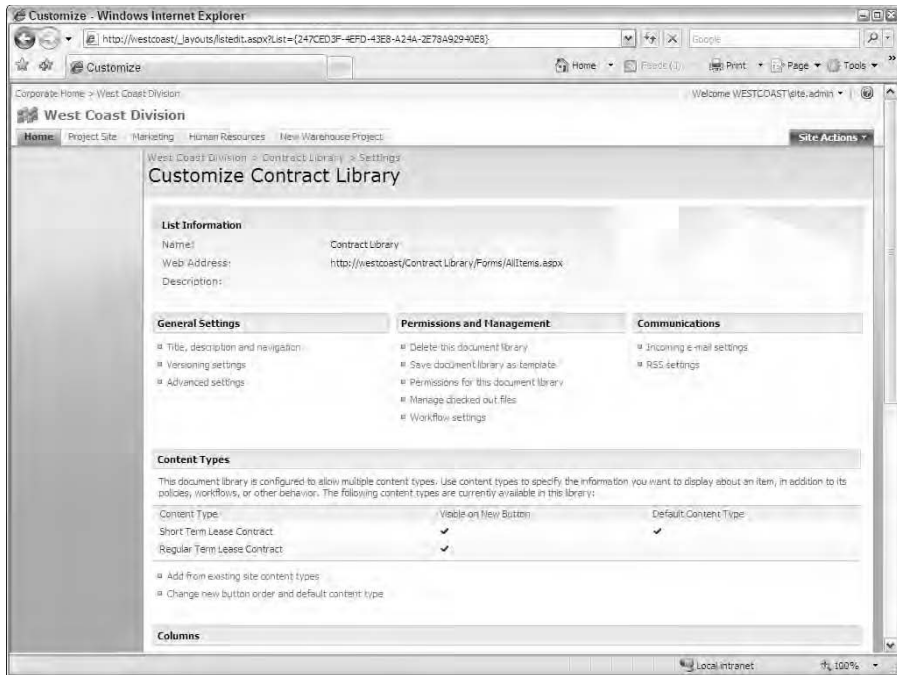 Customize - Windows Internet Explorer
http://westcoast/_layouts/listedit.aspx?List={247CED3F-4EFD-43E8-A24A-2E78A92940E8}
Google
Customize
Home
Feeds (J)
Print
Page
Tools
»
Corporate Home > West Coast Division
Welcome WESTCOAST\site.admin
West Coast Division
Home Project Site Marketing Human Resources New Warehouse Project
Site Actions
West Coast Division > Contract Library > Settings
Customize Contract Library
List Information
Name: Contract Library
Web Address: http://westcoast/Contract Library/Forms/AllItems.aspx
Description:
General Settings
Title, description and navigation
Versioning settings
Advanced settings
Permissions and Management
Delete this document library
Save document library as template
Permissions for this document library
Manage checked out files
Workflow settings
Communications
Incoming e-mail settings
RSS settings
Content Types
This document library is configured to allow multiple content types. Use content types to specify the information you want to display about an item, in addition to its
policies, workflows, or other behavior. The following content types are currently available in this library:
Content Type Visible on New Button Default Content Type
Short Term Lease Contract ✔ ✔
Regular Term Lease Contract ✔
Add from existing site content types
Change new button order and default content type
Columns
Local intranet
100%